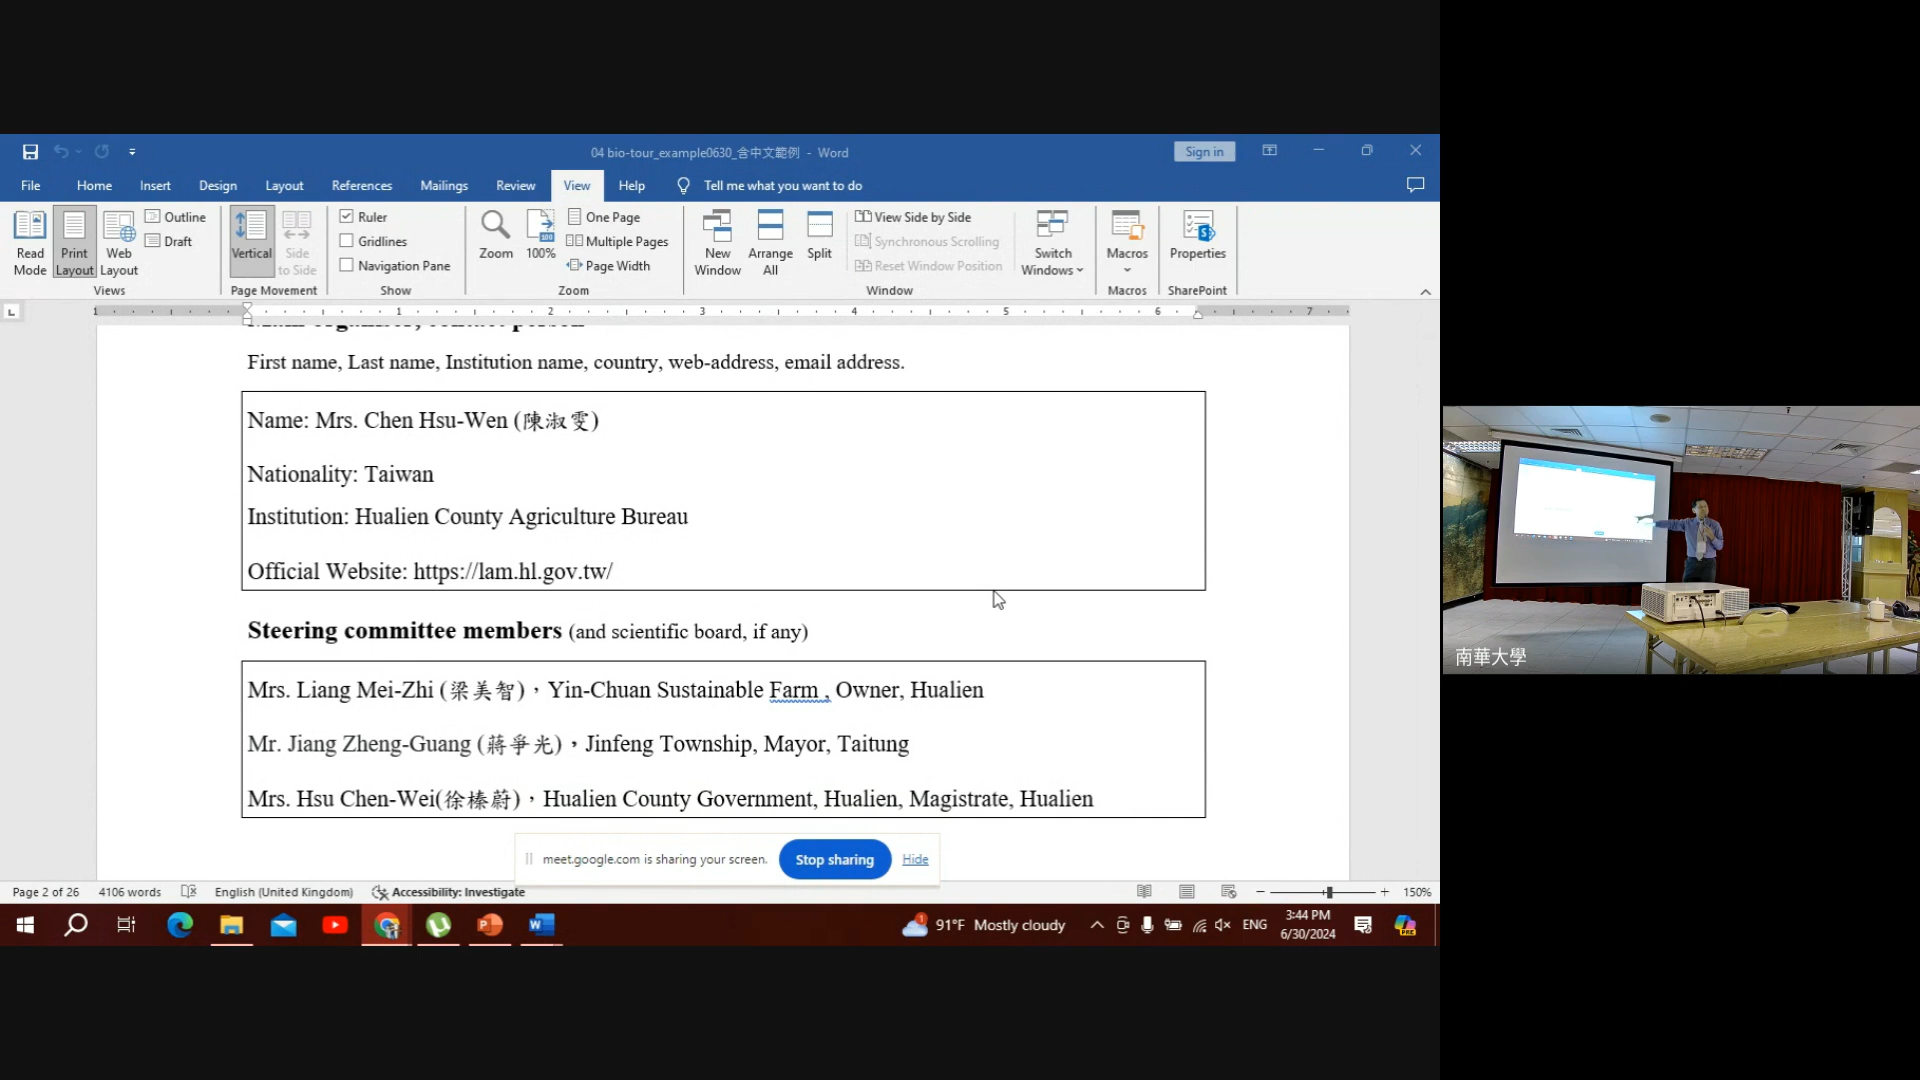 04 bio-tour_example0630_含中文範例 - Word
Sign in
File Home Insert Design Layout References Mailings Review View Help Tell me what you want to do
Read Mode
Print Layout
Web Layout
Outline
Draft
Views
Vertical
Side to Side
Page Movement
Ruler
Gridlines
Navigation Pane
Show
Zoom
100
100%
One Page
Multiple Pages
Page Width
Zoom
New Window
Arrange All
Split
View Side by Side
Synchronous Scrolling
Reset Window Position
Window
Switch Windows
Macros
Macros
Properties
SharePoint
1 1 2 3 4 5 6 7
First name, Last name, Institution name, country, web-address, email address.
Name: Mrs. Chen Hsu-Wen (陳淑雯)
Nationality: Taiwan
Institution: Hualien County Agriculture Bureau
Official Website: https://lam.hl.gov.tw/
Steering committee members (and scientific board, if any)
Mrs. Liang Mei-Zhi (梁美智)，Yin-Chuan Sustainable Farm , Owner, Hualien
Mr. Jiang Zheng-Guang (蔣爭光)，Jinfeng Township, Mayor, Taitung
Mrs. Hsu Chen-Wei(徐榛蔚)，Hualien County Government, Hualien, Magistrate, Hualien
meet.google.com is sharing your screen. Stop sharing Hide
Page 2 of 26 4106 words English (United Kingdom) Accessibility: Investigate 150%
91°F Mostly cloudy ENG 3:44 PM
6/30/2024
南華大學